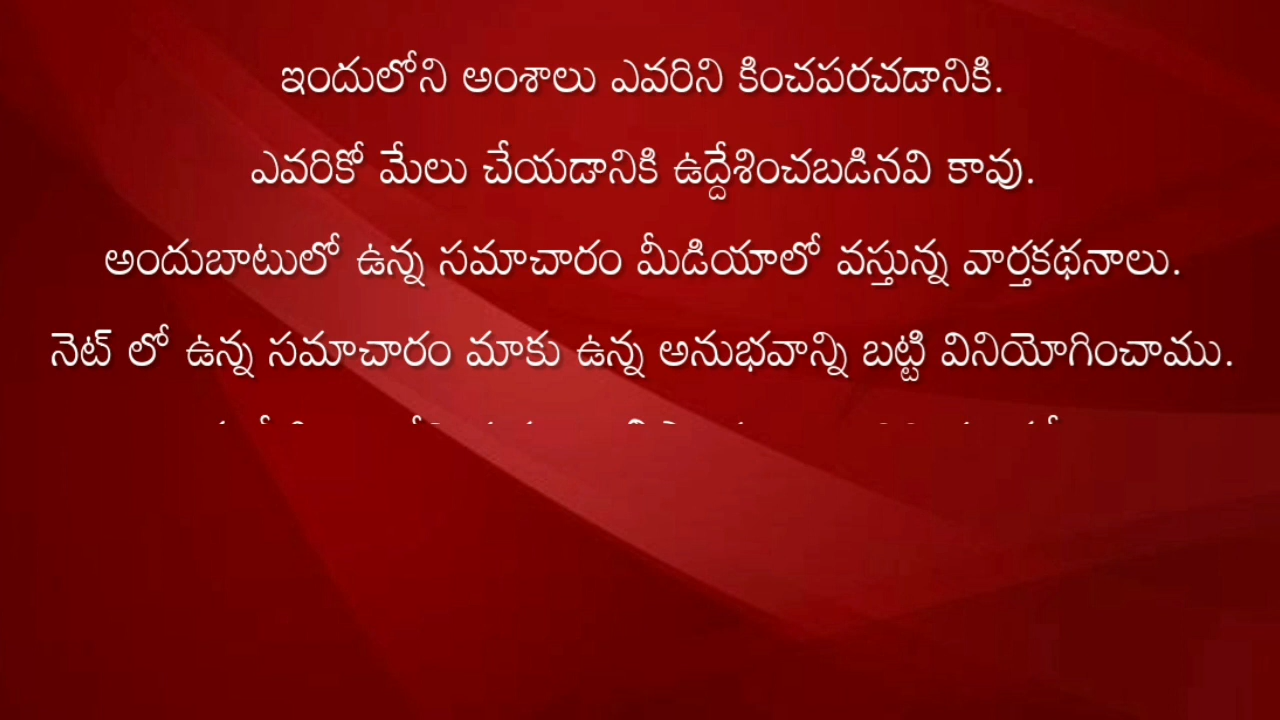 ఇందులోని అంశాలు ఎవరిని కించపరచడానికి.
ఎవరికో మేలు చేయడానికి ఉద్దేశించబడినవి కావు.
అందుబాటులో ఉన్న సమాచారం మీడియాలో వస్తున్న వార్తకథనాలు.
నెట్ లో ఉన్న సమాచారం మాకు ఉన్న అనుభవాన్ని బట్టి వినియోగించాము.